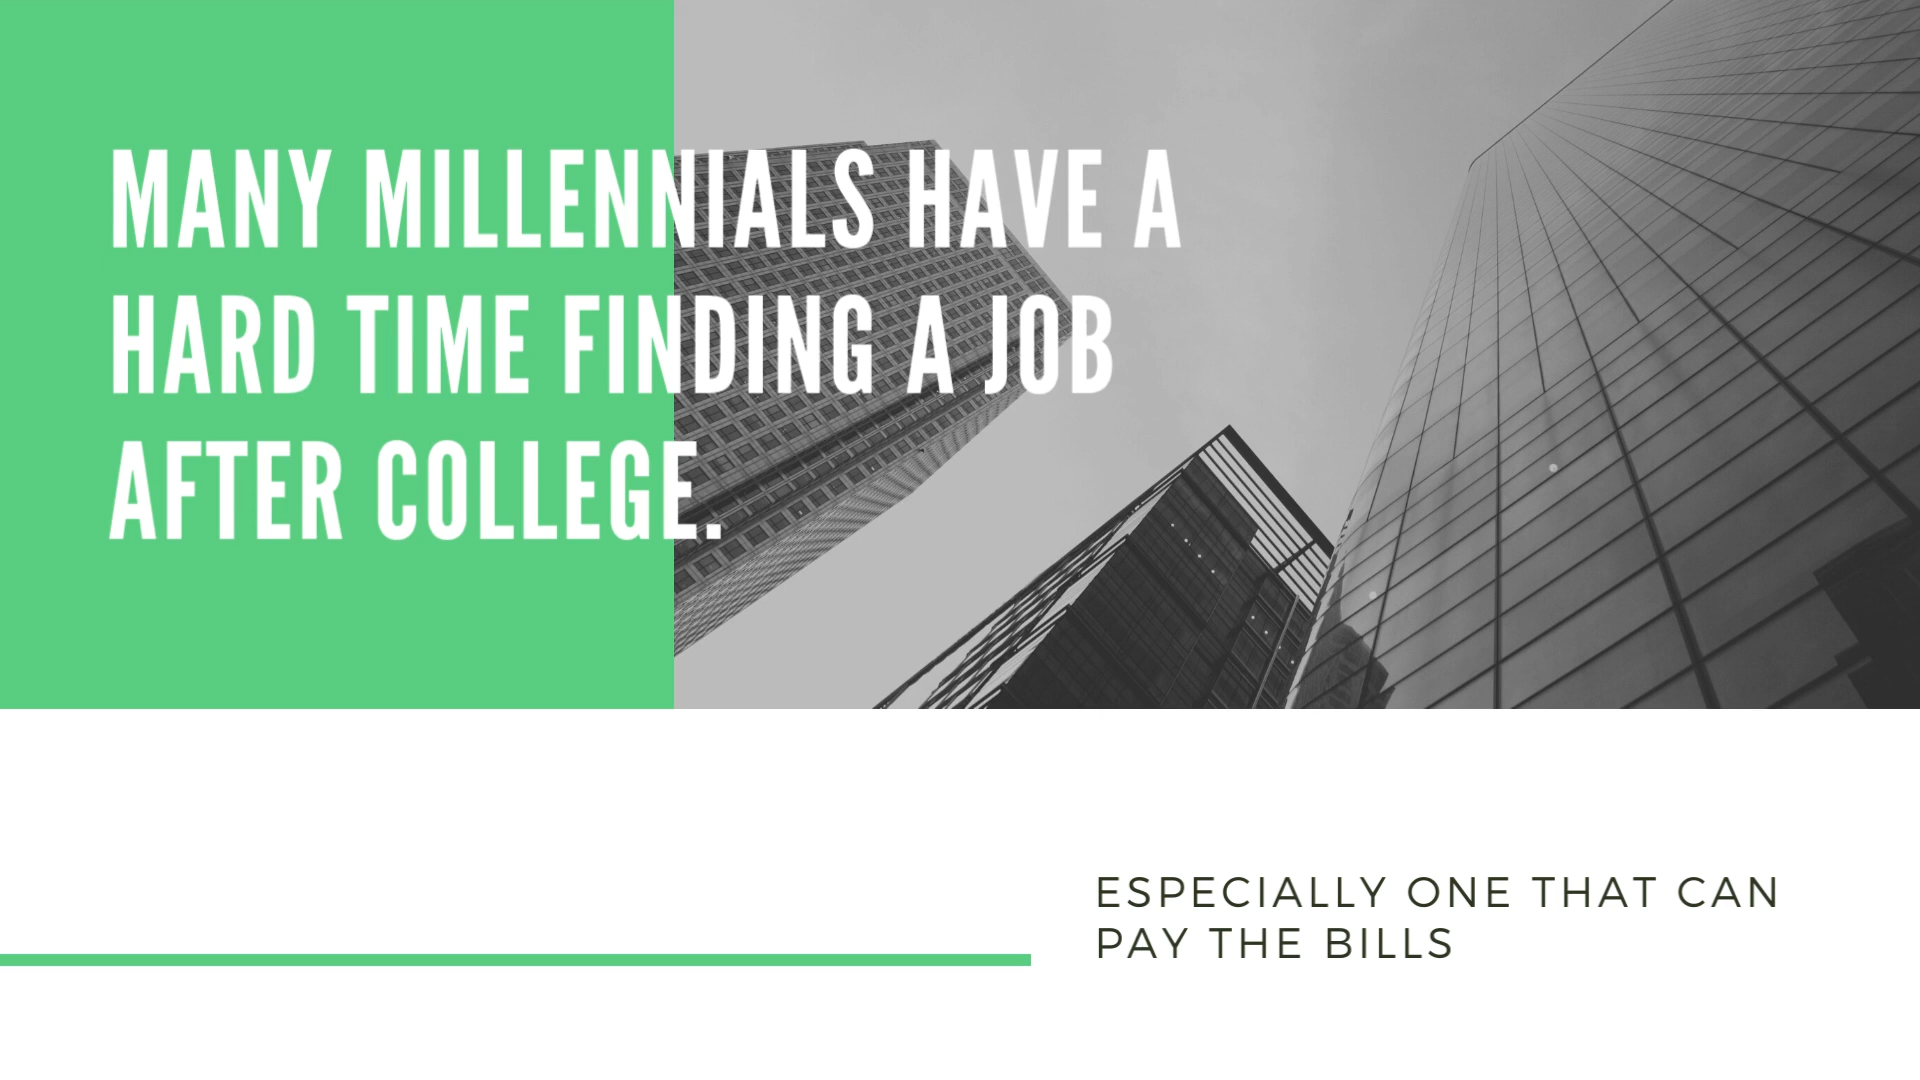 MANY MILLENNIALS HAVE A
HARD TIME FINDING A JOB
AFTER COLLEGE.
ESPECIALLY ONE THAT CAN
PAY THE BILLS